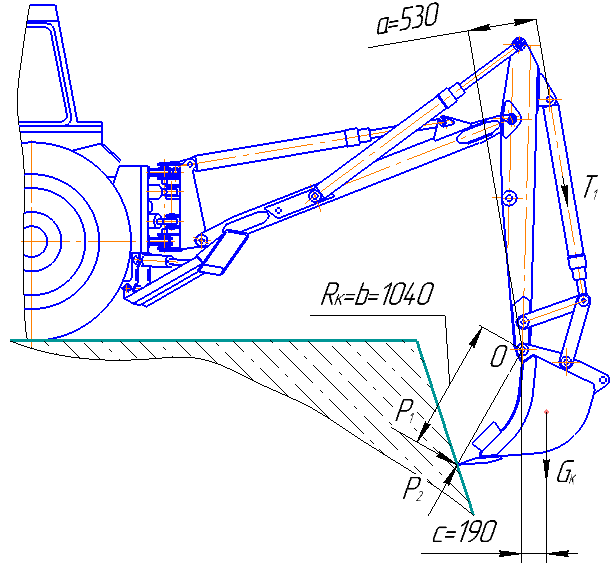 a=530
T₁
Rк=b=1040
O
P₁
P₂
Gк
c=190